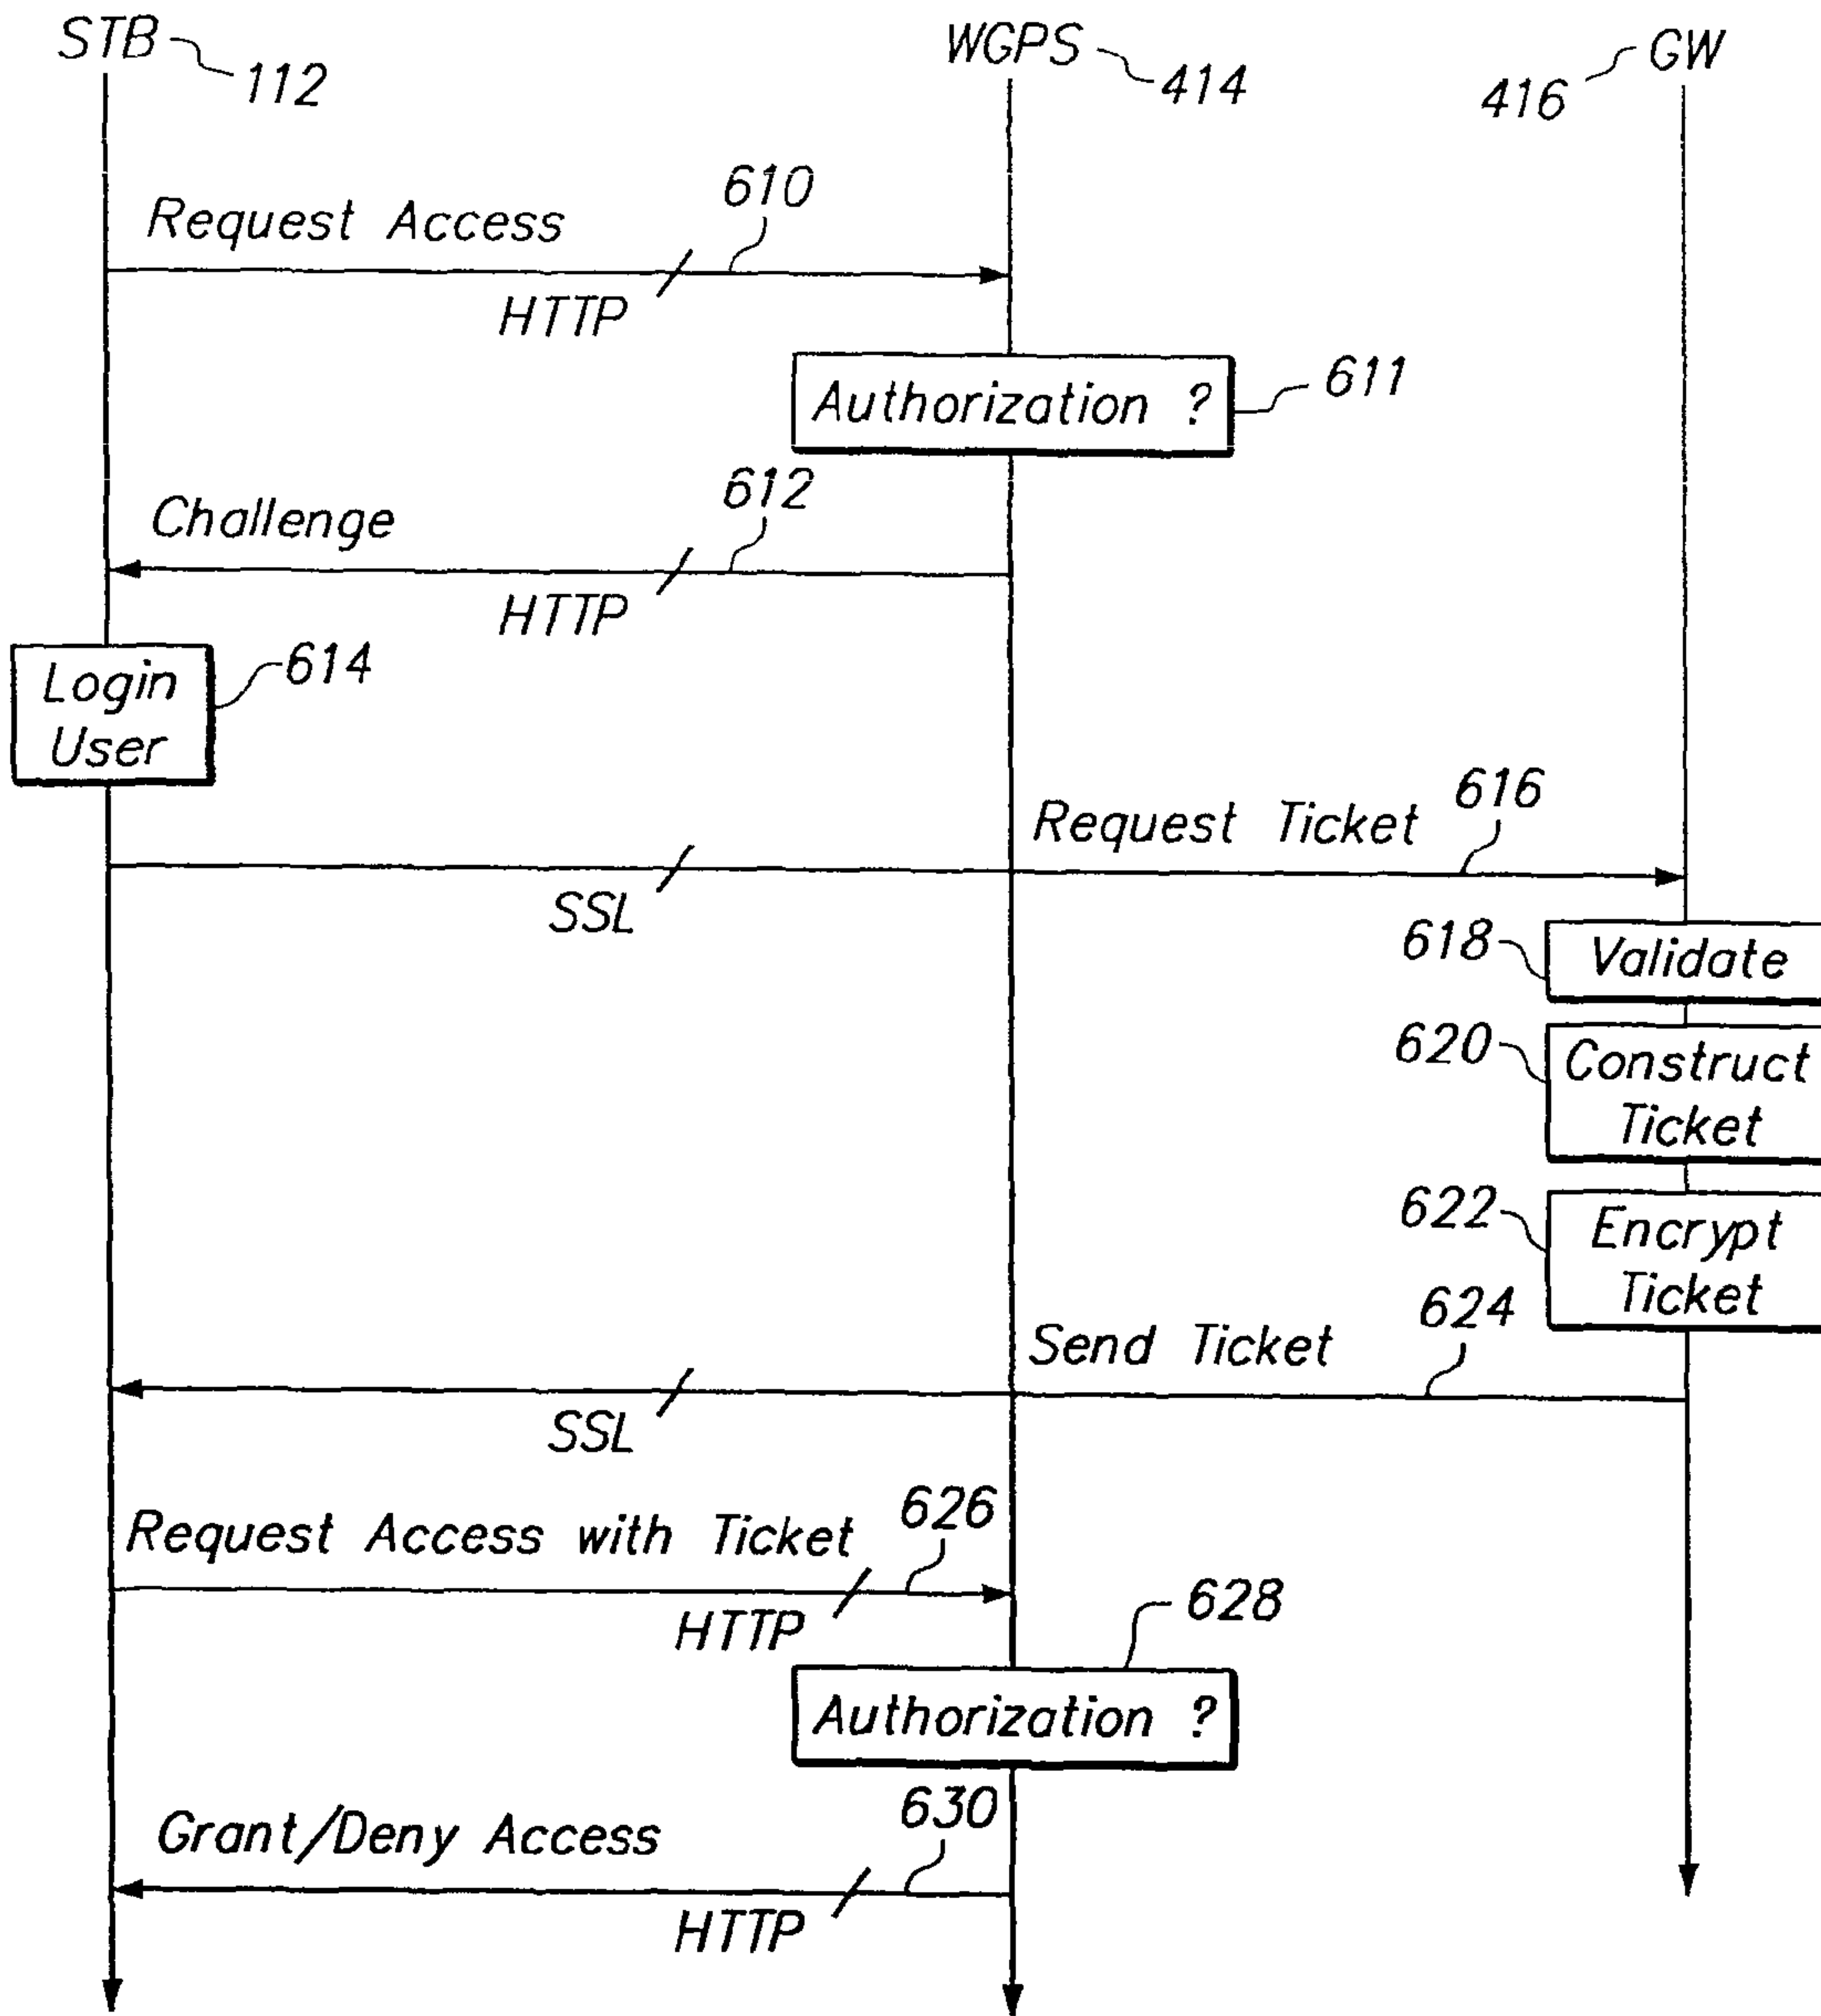 STB
112
WGPS
414
416
GW
610
Request Access
HTTP
Authorization ?
611
612
Challenge
HTTP
Login
User
614
616
Request Ticket
SSL
618
Validate
620
Construct
Ticket
622
Encrypt
Ticket
624
Send Ticket
SSL
626
Request Access with Ticket
HTTP
628
Authorization ?
630
Grant/Deny Access
HTTP